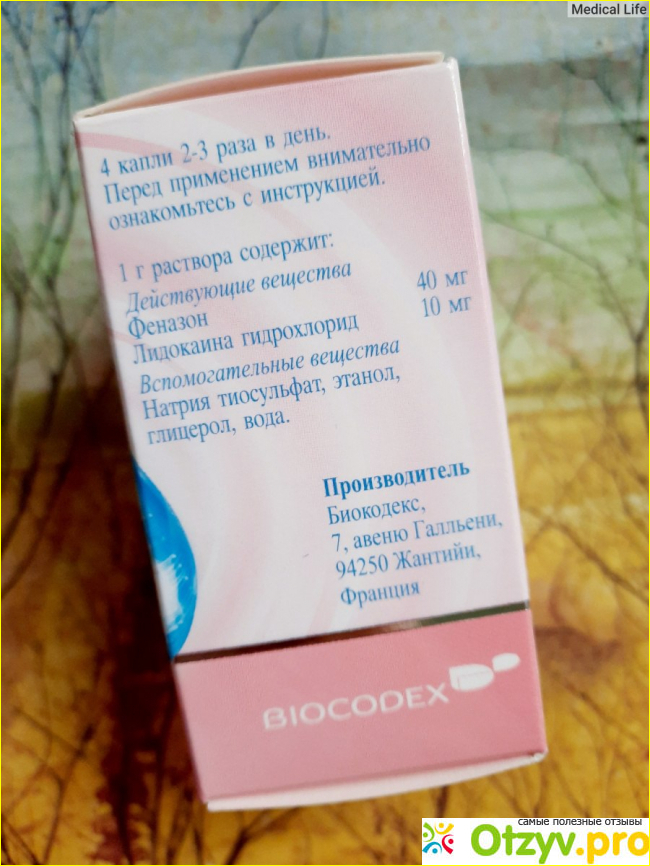 Medical Life
4 капли 2-3 раза в день.
Перед применением внимательно
ознакомьтесь с инструкцией.
1 г раствора содержит:
Действующие вещества
Феназон 40 мг
Лидокаина гидрохлорид 10 мг
Вспомогательные вещества
Натрия тиосульфат, этанол,
глицерол, вода.
Производитель
Биокодекс,
7, авеню Галльени,
94250 Жантийи,
Франция
BIOCODEX
самые полезные отзывы
Otzyv.pro